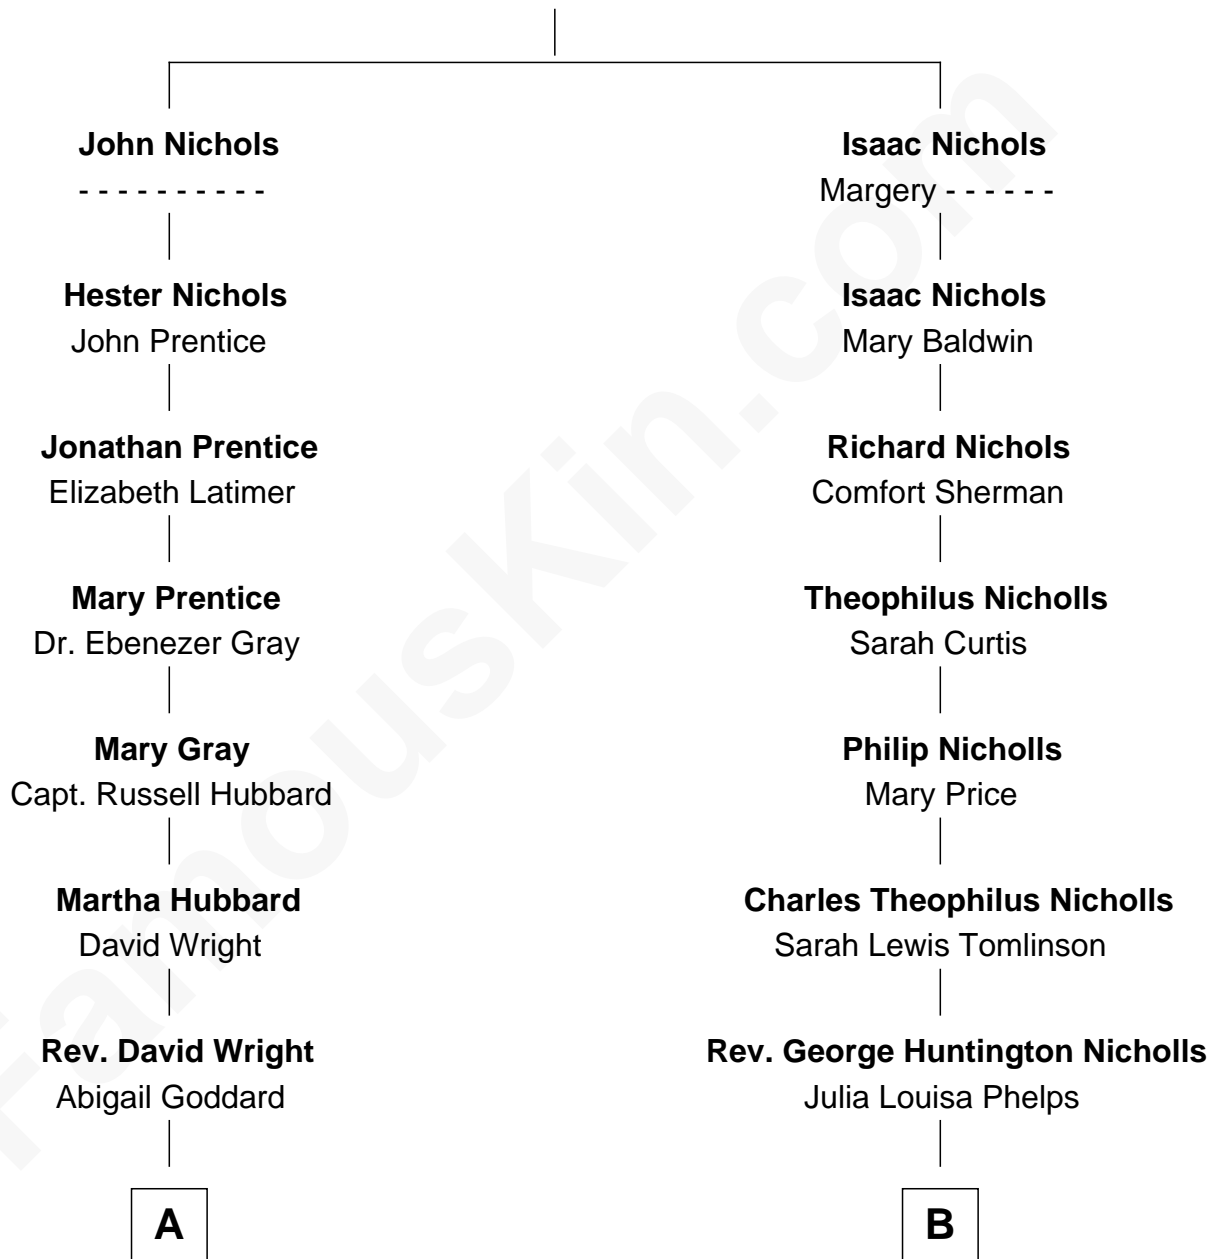 John Nichols
- - - - - - - - - -
Isaac Nichols
Margery - - - - - -
Hester Nichols
John Prentice
Isaac Nichols
Mary Baldwin
Jonathan Prentice
Elizabeth Latimer
Richard Nichols
Comfort Sherman
Mary Prentice
Dr. Ebenezer Gray
Theophilus Nicholls
Sarah Curtis
Mary Gray
Capt. Russell Hubbard
Philip Nicholls
Mary Price
Martha Hubbard
David Wright
Charles Theophilus Nicholls
Sarah Lewis Tomlinson
Rev. David Wright
Abigail Goddard
Rev. George Huntington Nicholls
Julia Louisa Phelps
A
B
FamousKin.com